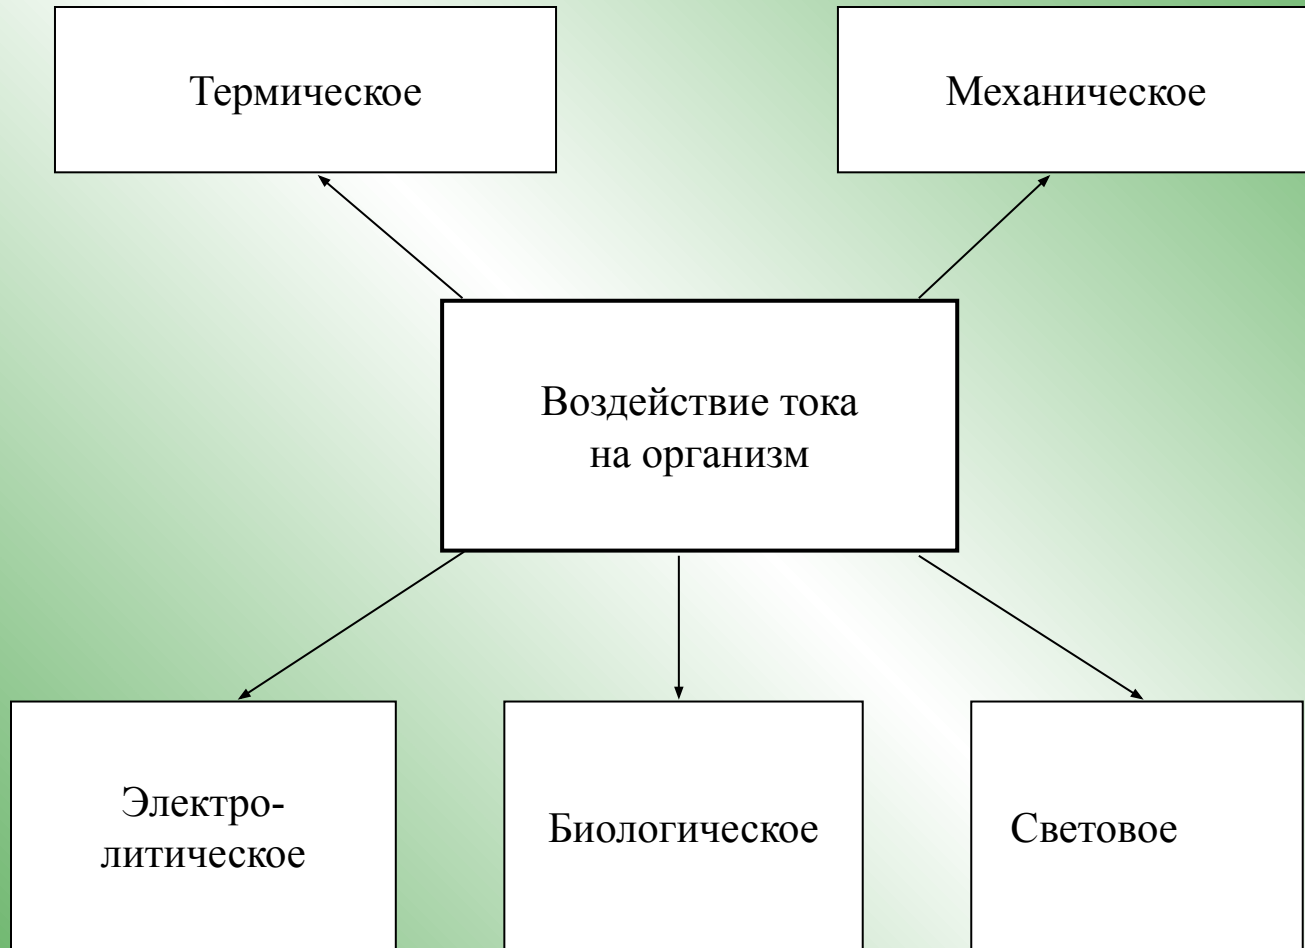 Термическое
Механическое
Воздействие тока
на организм
Электро-
литическое
Биологическое
Световое